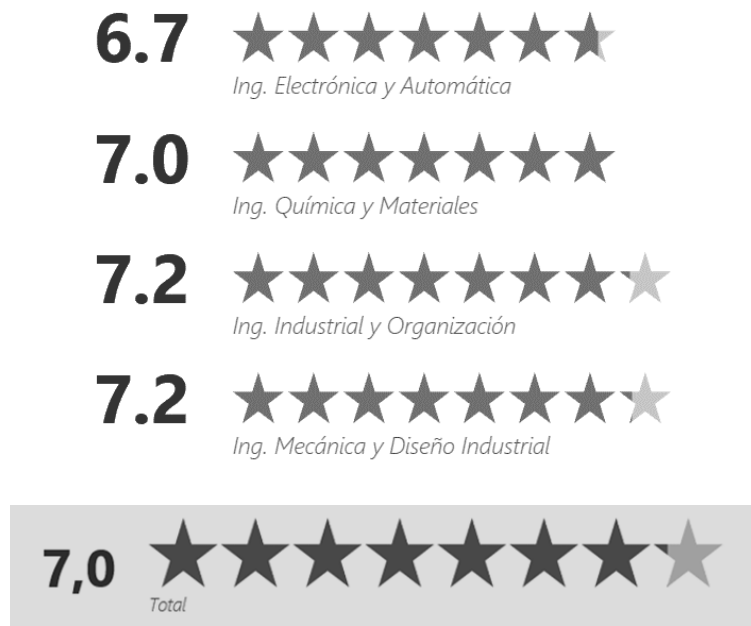 6.7
Ing. Electrónica y Automática
7.0
Ing. Química y Materiales
7.2
Ing. Industrial y Organización
7.2
Ing. Mecánica y Diseño Industrial
7,0
Total